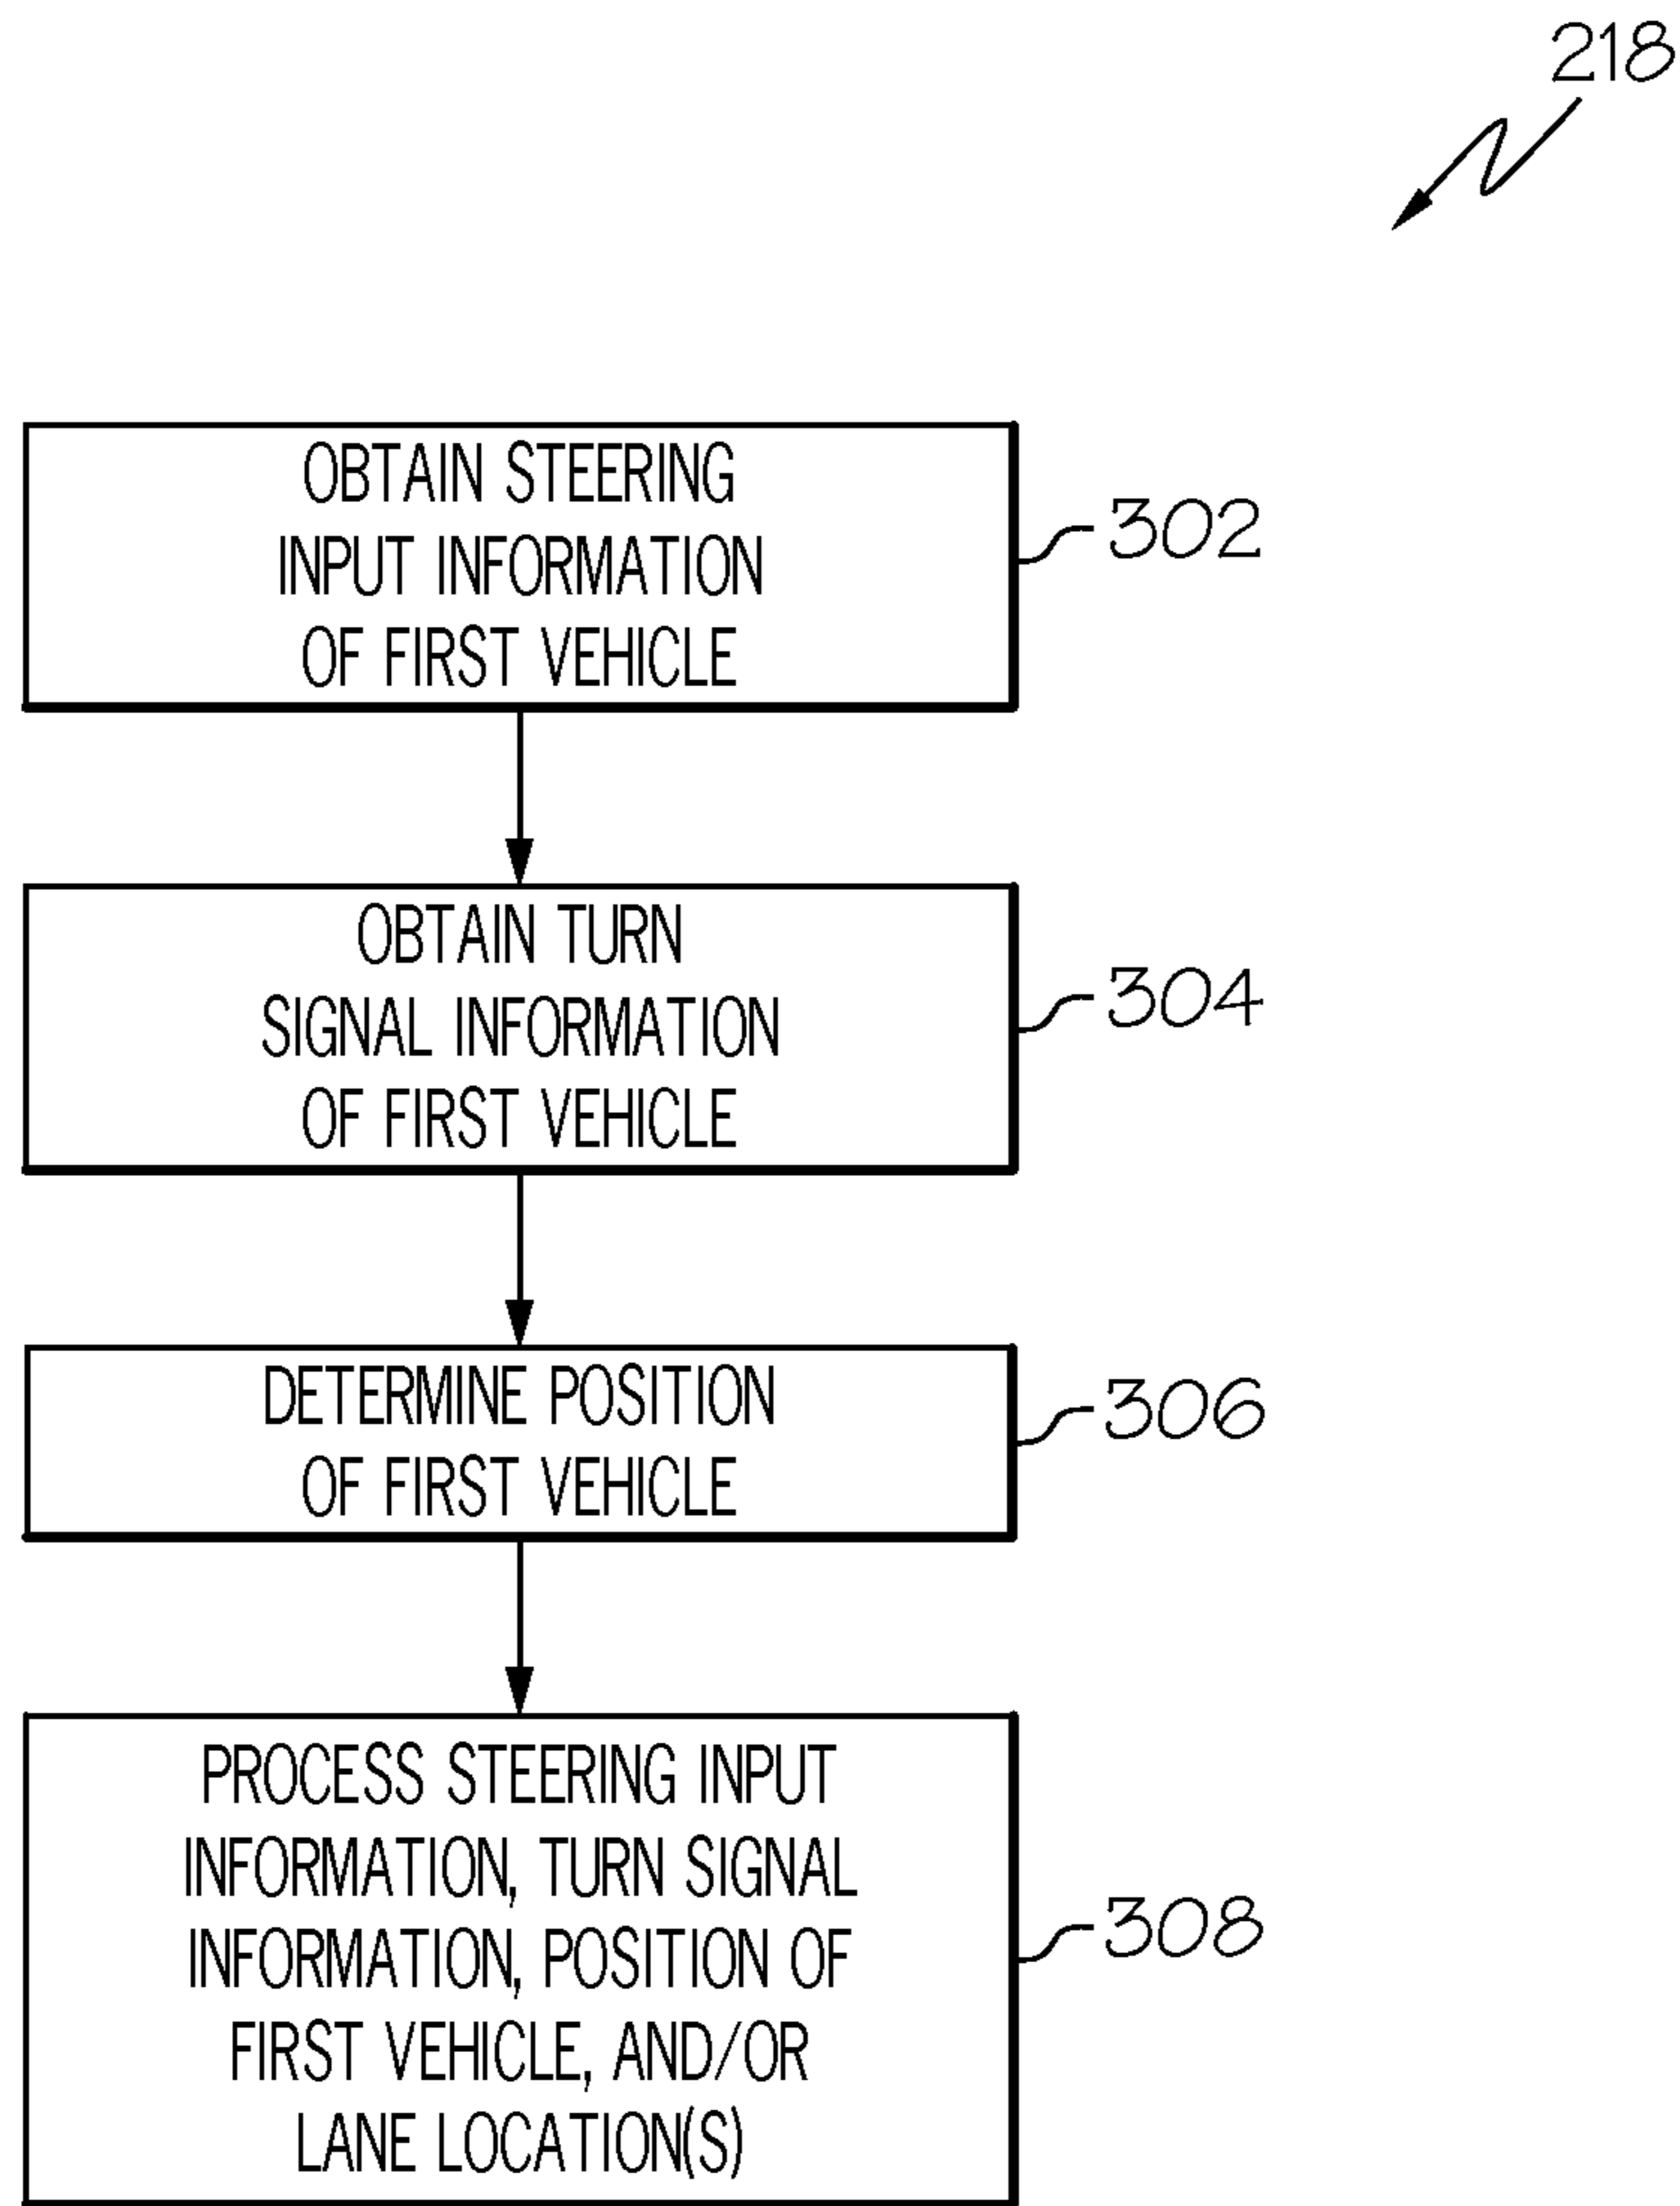 218
OBTAIN STEERING
INPUT INFORMATION
OF FIRST VEHICLE
302
OBTAIN TURN
SIGNAL INFORMATION
OF FIRST VEHICLE
304
DETERMINE POSITION
OF FIRST VEHICLE
306
PROCESS STEERING INPUT
INFORMATION, TURN SIGNAL
INFORMATION, POSITION OF
FIRST VEHICLE, AND/OR
LANE LOCATION(S)
308